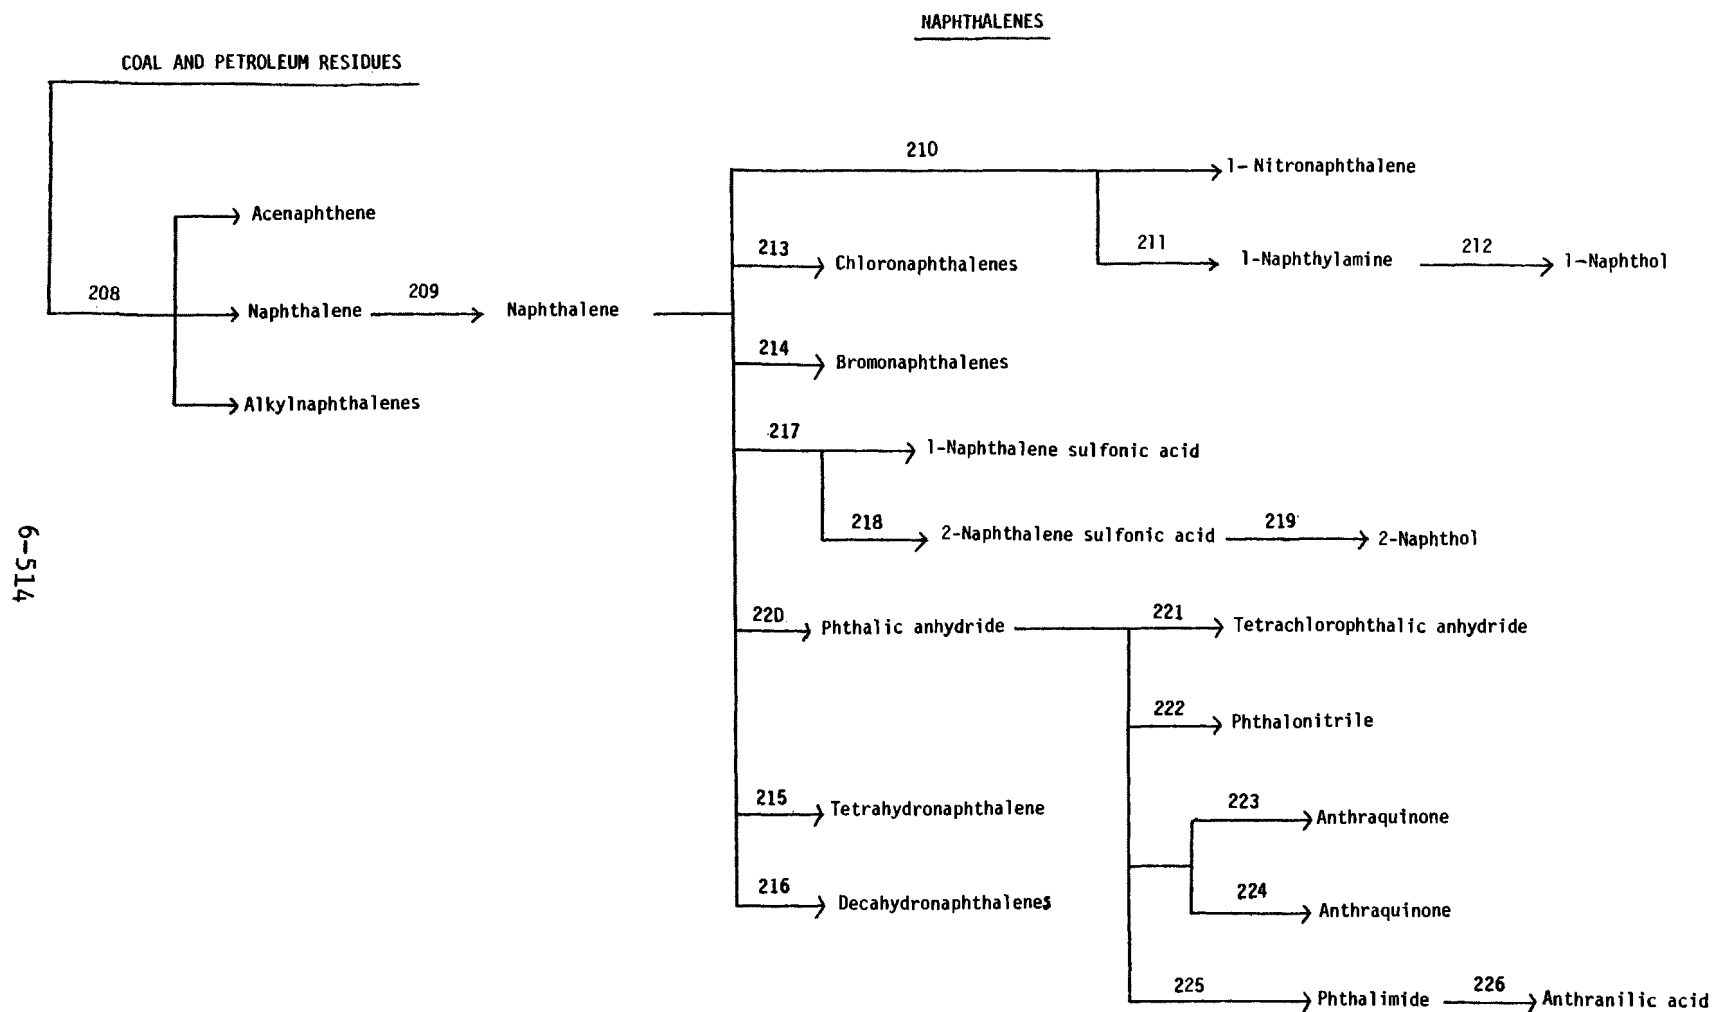 NAPHTHALENES
COAL AND PETROLEUM RESIDUES
210
1-Nitronaphthalene
Acenaphthene
213
Chloronaphthalenes
211
1-Naphthylamine
212
1-Naphthol
208
Naphthalene
209
Naphthalene
214
Bromonaphthalenes
Alkylnaphthalenes
217
1-Naphthalene sulfonic acid
218
2-Naphthalene sulfonic acid
219
2-Naphthol
6-514
220
Phthalic anhydride
221
Tetrachlorophthalic anhydride
222
Phthalonitrile
215
Tetrahydronaphthalene
223
Anthraquinone
216
Decahydronaphthalenes
224
Anthraquinone
225
Phthalimide
226
Anthranilic acid